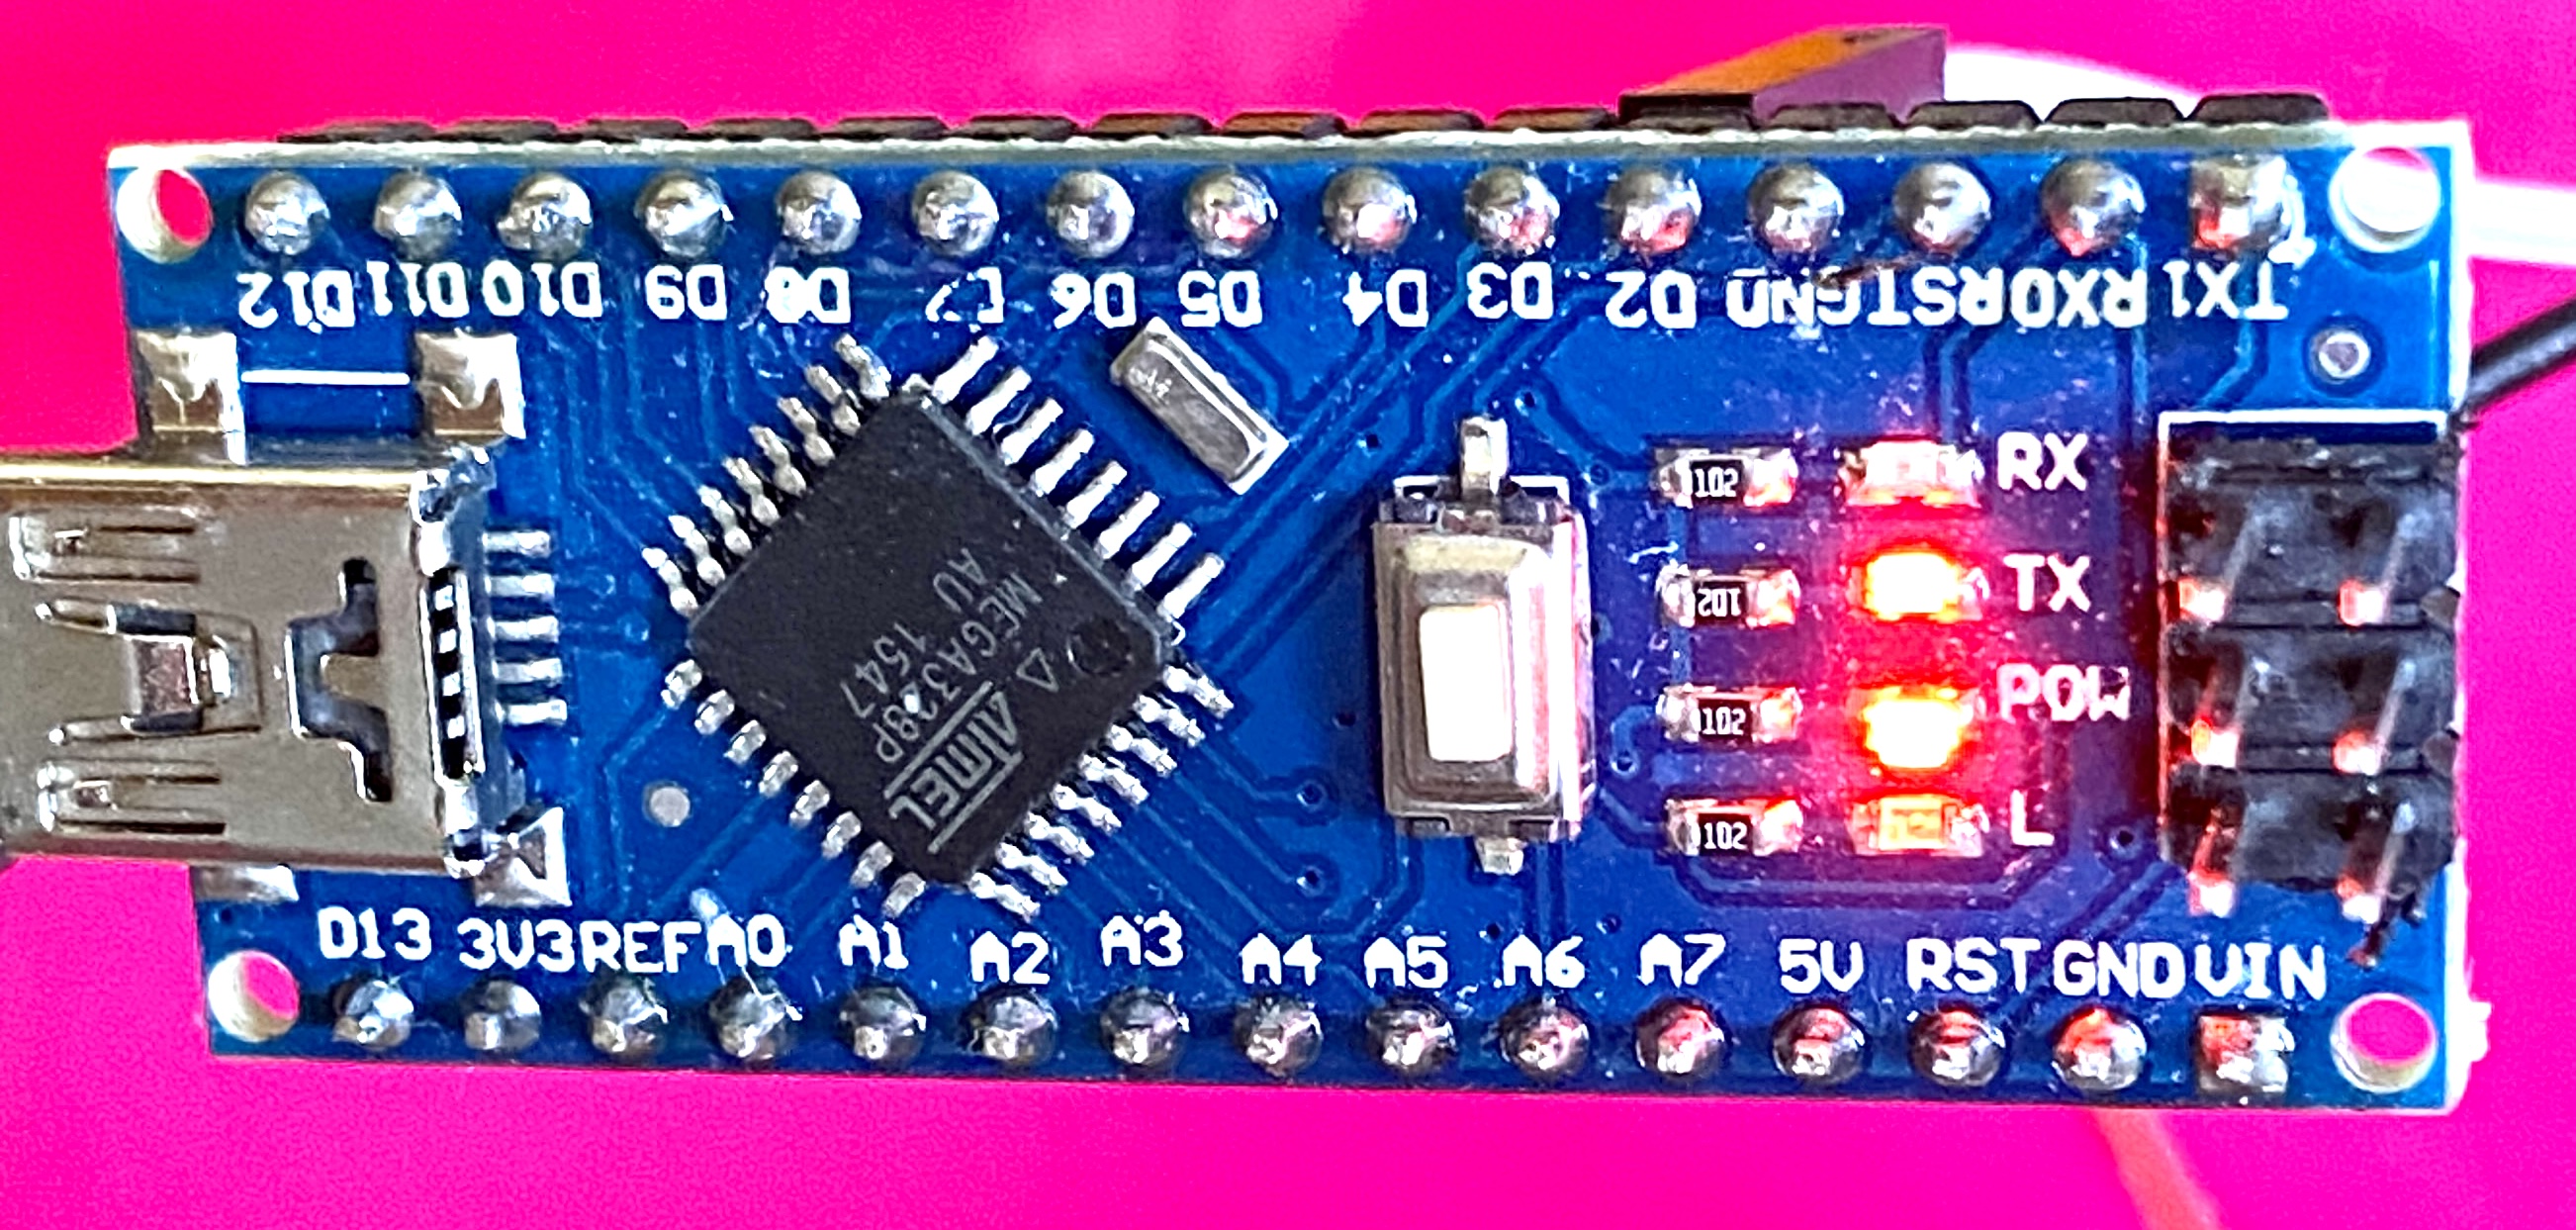 D12 D11 D10 D9 D8 D7 D6 D5 D4 D3 D2 GND RST RX0 TX1
102 RX
102 TX
102 POW
102 L
ATMEL
MEGA328P
AU 1547
D13 3V3 REF A0 A1 A2 A3 A4 A5 A6 A7 5V RST GND VIN